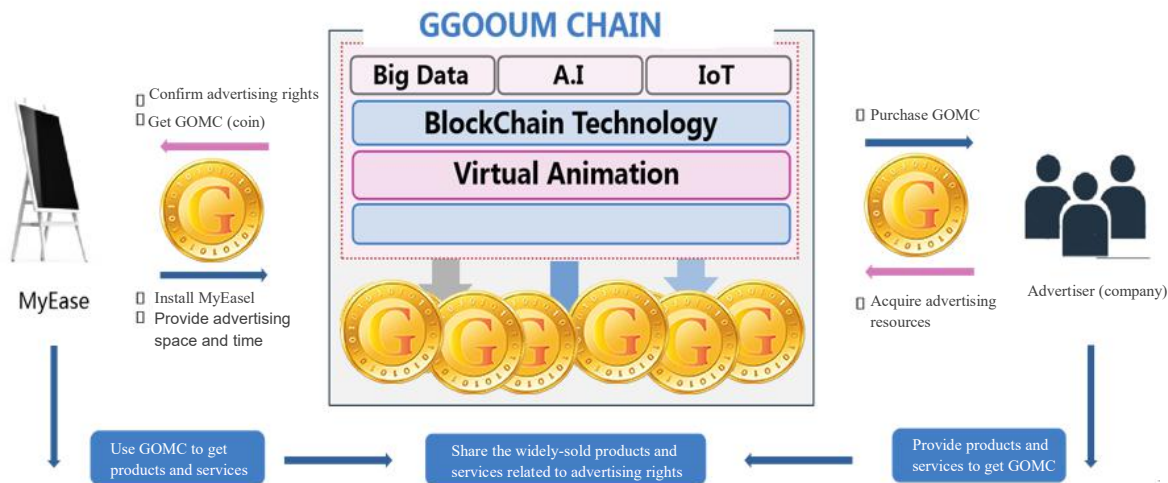 GGOOUM CHAIN
Big Data
A.I
IoT
BlockChain Technology
Virtual Animation
Confirm advertising rights
Get GOMC (coin)
G
Install MyEasel
Provide advertising
space and time
MyEase
Purchase GOMC
G
Acquire advertising
resources
Advertiser (company)
G
G
G
G
G
G
Use GOMC to get
products and services
Share the widely-sold products and
services related to advertising rights
Provide products and
services to get GOMC